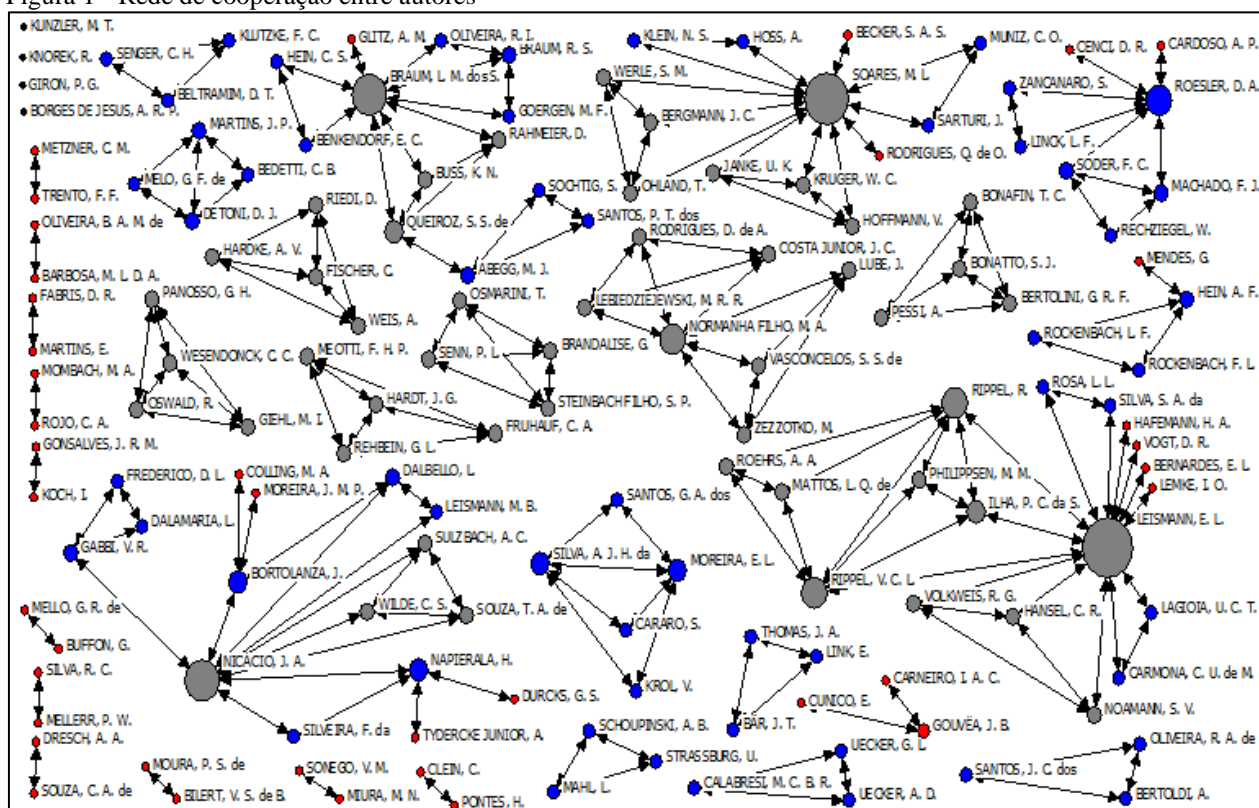 Figura 1 - Rede de cooperação entre autores
KUNZLER, M. T.
KNOREK, R.
GIRON, P. G.
BORGES DE JESUS, A. R. P.
SENGER, C. H.
KLUTZKE, F. C.
BELTRAMIM, D. T.
METZNER, C. M.
TRENTO, F. F.
OLIVEIRA, B. A. M. de
BARBOSA, M. L. D. A.
FABRIS, D. R.
MARTINS, E.
MOMBACH, M. A.
ROJO, C. A.
GONSALVES, J. R. M.
KOCH, I.
MARTINS, J. P.
MELO, G. F. de
BEDETTI, C. B.
DETONI, D. J.
HEIN, C. S.
GLITZ, A. M.
OLIVEIRA, R. I.
BRAUM, R. S.
BRAUM, L. M. dos S.
GOERGEN, M. F.
BENKENDORF, E. C.
RAHMEIER, D.
BUSS, K. N.
QUEIROZ, S. S. de
SOCHTIG, S.
SANTOS, P. T. dos
ABEGG, M. J.
RIEDI, D.
HARDKE, A. V.
FISCHER, C.
WEIS, A.
PANOSSO, G. H.
WESENDONCK, C. C.
OSWALD, R.
GIEHL, M. I.
MEOTTI, F. H. P.
HARDT, J. G.
REHBEIN, G. L.
FRUHAUF, C. A.
OSMARINI, T.
SENN, P. L.
BRANDALISE, G.
STEINBACH FILHO, S. P.
KLEIN, N. S.
HOSS, A.
BECKER, S. A. S.
MUNIZ, C. O.
WERLE, S. M.
SOARES, M. L.
BERGMANN, J. C.
SARTURI, J.
RODRIGUES, Q. de O.
OHLAND, T.
JANKE, U. K.
KRUGER, W. C.
HOFFMANN, V.
CENCI, D. R.
CARDOSO, A. P.
ZANCANARO, S.
ROESLER, D. A.
LINCK, L. F.
SODER, F. C.
MACHADO, F. J.
RECHZIEGEL, W.
RODRIGUES, D. de A.
COSTA JUNIOR, J. C.
LUBE, J.
LEBIEDZIEJEWSKI, M. R. R.
NORMANHA FILHO, M. A.
VASCONCELOS, S. S. de
ZEZZOTKO, M.
BONAFIN, T. C.
BONATTO, S. J.
PESSI, A.
BERTOLINI, G. R. F.
MENDES, G.
HEIN, A. F.
ROCKENBACH, L. F.
ROCKENBACH, F. L
RIPPEL, R.
ROEHRS, A. A.
MATTOS, L. Q. de
PHILIPPSEN, M. M.
ILHA, P. C. da S.
RIPPEL, V. C. L.
ROSA, L. L.
SILVA, S. A. da
HAFEMANN, H. A.
VOGT, D. R.
BERNARDES, E. L.
LEMKE, I. O.
LEISMANN, E. L.
VOLKWEIS, R. G.
HANSEL, C. R.
LAGIOIA, U. C. T.
CARMONA, C. U. de M.
NOAMANN, S. V.
FREDERICO, D. L.
DALAMARIA, L.
GABBI, V. R.
COLLING, M. A.
MOREIRA, J. M. P.
DALBELLO, L.
LEISMANN, M. B.
SULZBACH, A. C.
BORTOLANZA, J.
WILDE, C. S.
SOUZA, T. A. de
NICACIO, J. A.
NAPIERALA, H.
DURCKS, G. S.
SILVEIRA, F. da
TYDERCKE JUNIOR, A.
SANTOS, G. A. dos
SILVA, A. J. H. da
MOREIRA, E. L.
CARARO, S.
KROL, V.
THOMAS, J. A.
LINK, E.
BÄR, J. T.
CARNEIRO, I. A. C.
CUNICO, E.
GOUVÊA, J. B.
MELLO, G. R. de
BUFFON, G.
SILVA, R. C.
MELLERR, P. W.
DRESCH, A. A.
SOUZA, C. A. de
MOURA, P. S. de
BILERT, V. S. de B.
SONEGO, V. M.
MIURA, M. N.
CLEIN, C.
PONTES, H.
SCHOUPINSKI, A. B.
STRASSBURG, U.
MAHL, L.
UECKER, G. L.
CALABRESI, M. C. B. R.
UECKER, A. D.
OLIVEIRA, R. A. de
SANTOS, J. C. dos
BERTOLDI, A.